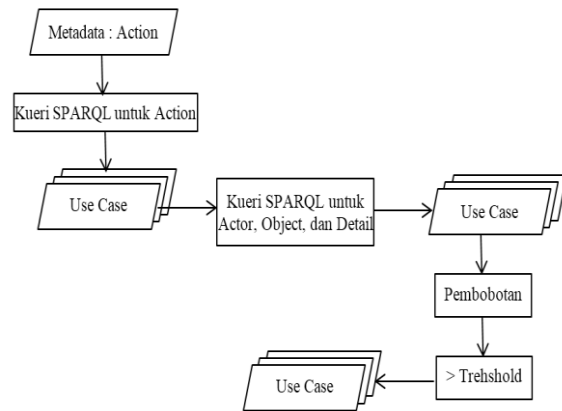 Metadata : Action
Kueri SPARQL untuk Action
Use Case
Kueri SPARQL untuk
Actor, Object, dan Detail
Use Case
Pembobotan
> Trehshold
Use Case